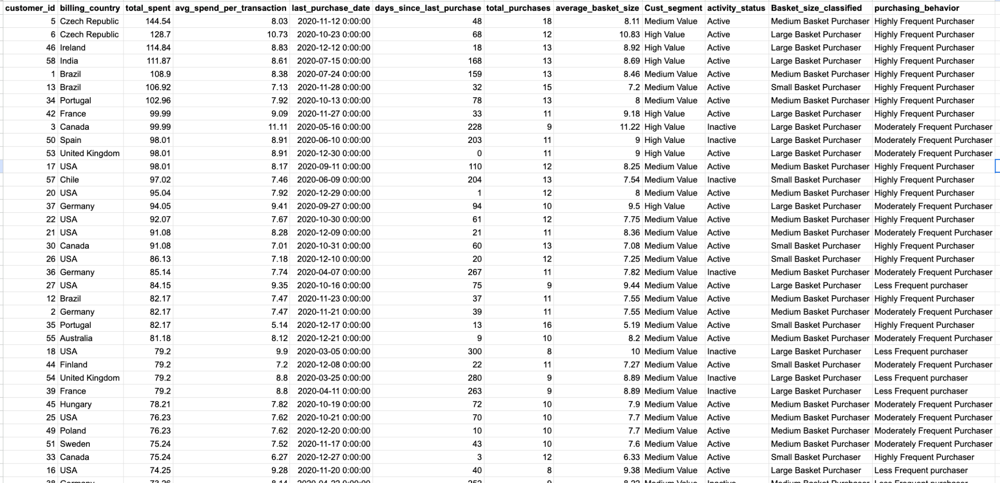 customer_id billing_country total_spent avg_spend_per_transaction last_purchase_date days_since_last_purchase total_purchases average_basket_size Cust_segment activity_status Basket_size_classified purchasing_behavior
5 Czech Republic 144.54 8.03 2020-11-12 0:00:00 48 18 8.11 Medium Value Active Medium Basket Purchaser Highly Frequent Purchaser
6 Czech Republic 128.7 10.73 2020-10-23 0:00:00 68 12 10.83 High Value Active Large Basket Purchaser Highly Frequent Purchaser
46 Ireland 114.84 8.83 2020-12-12 0:00:00 18 13 8.92 High Value Active Large Basket Purchaser Highly Frequent Purchaser
58 India 111.87 8.61 2020-07-15 0:00:00 168 13 8.69 High Value Active Large Basket Purchaser Highly Frequent Purchaser
1 Brazil 108.9 8.38 2020-07-24 0:00:00 159 13 8.46 Medium Value Active Medium Basket Purchaser Highly Frequent Purchaser
13 Brazil 106.92 7.13 2020-11-28 0:00:00 32 15 7.2 Medium Value Active Small Basket Purchaser Highly Frequent Purchaser
34 Portugal 102.96 7.92 2020-10-13 0:00:00 78 13 8 Medium Value Active Medium Basket Purchaser Highly Frequent Purchaser
42 France 99.99 9.09 2020-11-27 0:00:00 33 11 9.18 High Value Active Large Basket Purchaser Highly Frequent Purchaser
3 Canada 99.99 11.11 2020-05-16 0:00:00 228 9 11.22 High Value Inactive Large Basket Purchaser Moderately Frequent Purchaser
50 Spain 98.01 8.91 2020-06-10 0:00:00 203 11 9 High Value Inactive Large Basket Purchaser Moderately Frequent Purchaser
53 United Kingdom 98.01 8.91 2020-12-30 0:00:00 0 11 9 High Value Active Large Basket Purchaser Moderately Frequent Purchaser
17 USA 98.01 8.17 2020-09-11 0:00:00 110 12 8.25 Medium Value Active Medium Basket Purchaser Highly Frequent Purchaser
57 Chile 97.02 7.46 2020-06-09 0:00:00 204 13 7.54 Medium Value Inactive Small Basket Purchaser Highly Frequent Purchaser
20 USA 95.04 7.92 2020-12-29 0:00:00 1 12 8 Medium Value Active Medium Basket Purchaser Highly Frequent Purchaser
37 Germany 94.05 9.41 2020-09-27 0:00:00 94 10 9.5 High Value Active Large Basket Purchaser Moderately Frequent Purchaser
22 USA 92.07 7.67 2020-10-30 0:00:00 61 12 7.75 Medium Value Active Medium Basket Purchaser Highly Frequent Purchaser
21 USA 91.08 8.28 2020-12-09 0:00:00 21 11 8.36 Medium Value Active Medium Basket Purchaser Moderately Frequent Purchaser
30 Canada 91.08 7.01 2020-10-31 0:00:00 60 13 7.08 Medium Value Active Small Basket Purchaser Highly Frequent Purchaser
26 USA 86.13 7.18 2020-12-10 0:00:00 20 12 7.25 Medium Value Active Small Basket Purchaser Highly Frequent Purchaser
36 Germany 85.14 7.74 2020-04-07 0:00:00 267 11 7.82 Medium Value Inactive Medium Basket Purchaser Moderately Frequent Purchaser
27 USA 84.15 9.35 2020-10-16 0:00:00 75 9 9.44 Medium Value Active Large Basket Purchaser Less Frequent purchaser
12 Brazil 82.17 7.47 2020-11-23 0:00:00 37 11 7.55 Medium Value Active Medium Basket Purchaser Highly Frequent Purchaser
2 Germany 82.17 7.47 2020-11-21 0:00:00 39 11 7.55 Medium Value Active Medium Basket Purchaser Moderately Frequent Purchaser
35 Portugal 82.17 5.14 2020-12-17 0:00:00 13 16 5.19 Medium Value Active Small Basket Purchaser Highly Frequent Purchaser
55 Australia 81.18 8.12 2020-12-21 0:00:00 9 10 8.2 Medium Value Active Medium Basket Purchaser Moderately Frequent Purchaser
18 USA 79.2 9.9 2020-03-05 0:00:00 300 8 10 Medium Value Inactive Large Basket Purchaser Less Frequent purchaser
44 Finland 79.2 7.2 2020-12-08 0:00:00 22 11 7.27 Medium Value Active Small Basket Purchaser Moderately Frequent Purchaser
54 United Kingdom 79.2 8.8 2020-03-25 0:00:00 280 9 8.89 Medium Value Inactive Large Basket Purchaser Less Frequent purchaser
39 France 79.2 8.8 2020-04-11 0:00:00 263 9 8.89 Medium Value Inactive Large Basket Purchaser Less Frequent purchaser
45 Hungary 78.21 7.82 2020-10-19 0:00:00 72 10 7.9 Medium Value Active Medium Basket Purchaser Moderately Frequent Purchaser
25 USA 76.23 7.62 2020-10-21 0:00:00 70 10 7.7 Medium Value Active Medium Basket Purchaser Moderately Frequent Purchaser
49 Poland 76.23 7.62 2020-12-20 0:00:00 10 10 7.7 Medium Value Active Medium Basket Purchaser Moderately Frequent Purchaser
51 Sweden 75.24 7.52 2020-11-17 0:00:00 43 10 7.6 Medium Value Active Medium Basket Purchaser Moderately Frequent Purchaser
33 Canada 75.24 6.27 2020-12-27 0:00:00 3 12 6.33 Medium Value Active Small Basket Purchaser Highly Frequent Purchaser
16 USA 74.25 9.28 2020-11-20 0:00:00 40 8 9.38 Medium Value Active Large Basket Purchaser Less Frequent purchaser